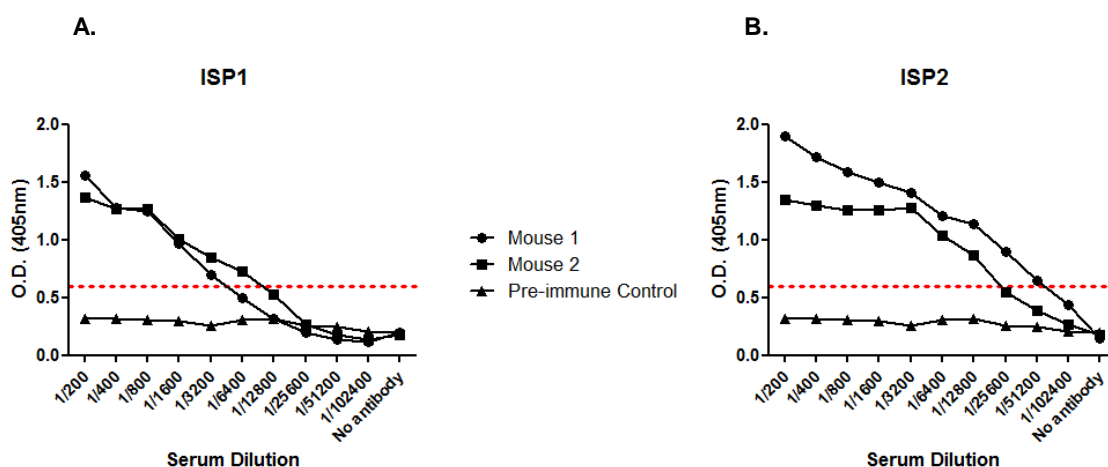 A.
ISP1
2.0
1.5
1.0
0.5
0.0
O.D. (405nm)
1/200
1/400
1/800
1/1600
1/3200
1/6400
1/12800
1/25600
1/51200
1/102400
No antibody
Serum Dilution
Mouse 1
Mouse 2
Pre-immune Control
B.
ISP2
2.0
1.5
1.0
0.5
0.0
O.D. (405nm)
1/200
1/400
1/800
1/1600
1/3200
1/6400
1/12800
1/25600
1/51200
1/102400
No antibody
Serum Dilution